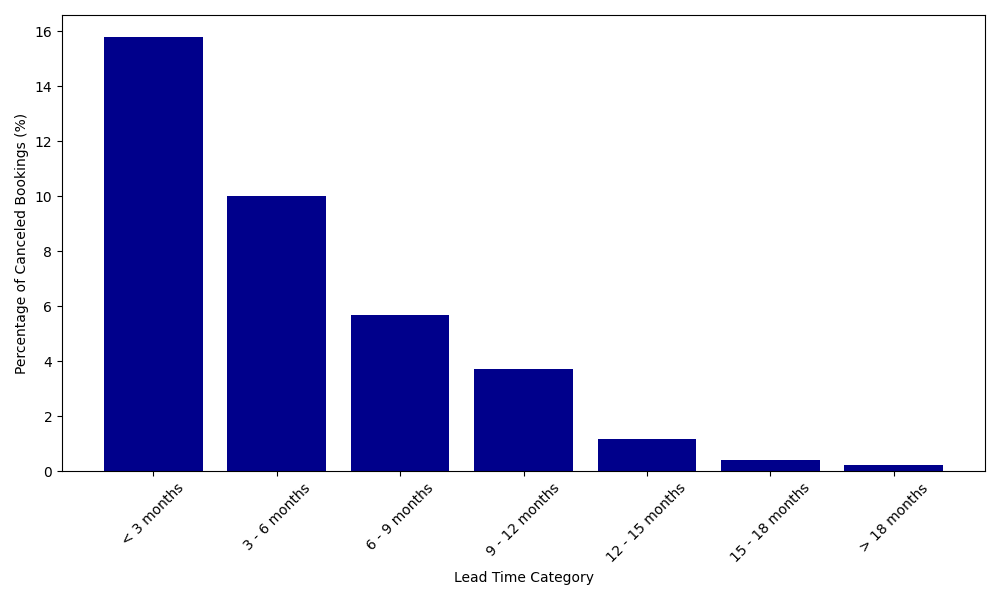 Percentage of Canceled Bookings (%)
16
14
12
10
8
6
4
2
0
< 3 months
3 - 6 months
6 - 9 months
9 - 12 months
12 - 15 months
15 - 18 months
> 18 months
Lead Time Category